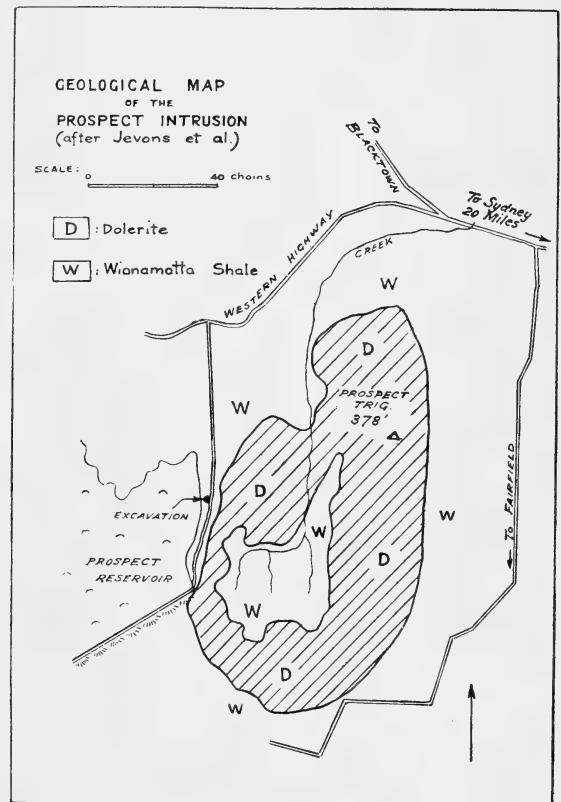 GEOLOGICAL MAP
OF THE
PROSPECT INTRUSION
(after Jevons et al.)
SCALE: 0 40 Chains
D : Dolerite
W : Wianamatta Shale
To
BLACKTOWN
To Sydney
20 Miles
WESTERN HIGHWAY
CREEK
W
D
PROSPECT
TRIG.
378'
W
D
W
W
EXCAVATION
TO FAIRFIELD
PROSPECT
RESERVOIR
D
W
D
W